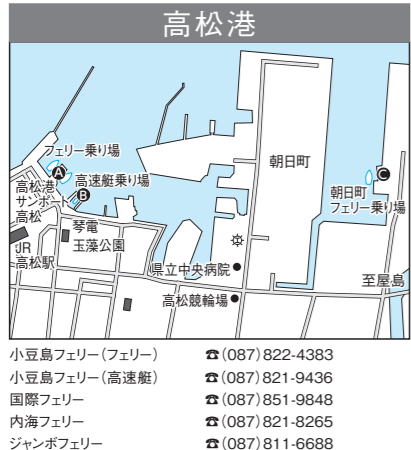 高松港
フェリー乗り場
A
高速艇乗り場
B
高松港
サンポート
高松
琴電
玉藻公園
JR
高松駅
朝日町
C
朝日町
フェリー乗り場
県立中央病院
高松競輪場
至屋島
小豆島フェリー(フェリー) ☎(087)822-4383
小豆島フェリー(高速艇) ☎(087)821-9436
国際フェリー ☎(087)851-9848
内海フェリー ☎(087)821-8265
ジャンボフェリー ☎(087)811-6688